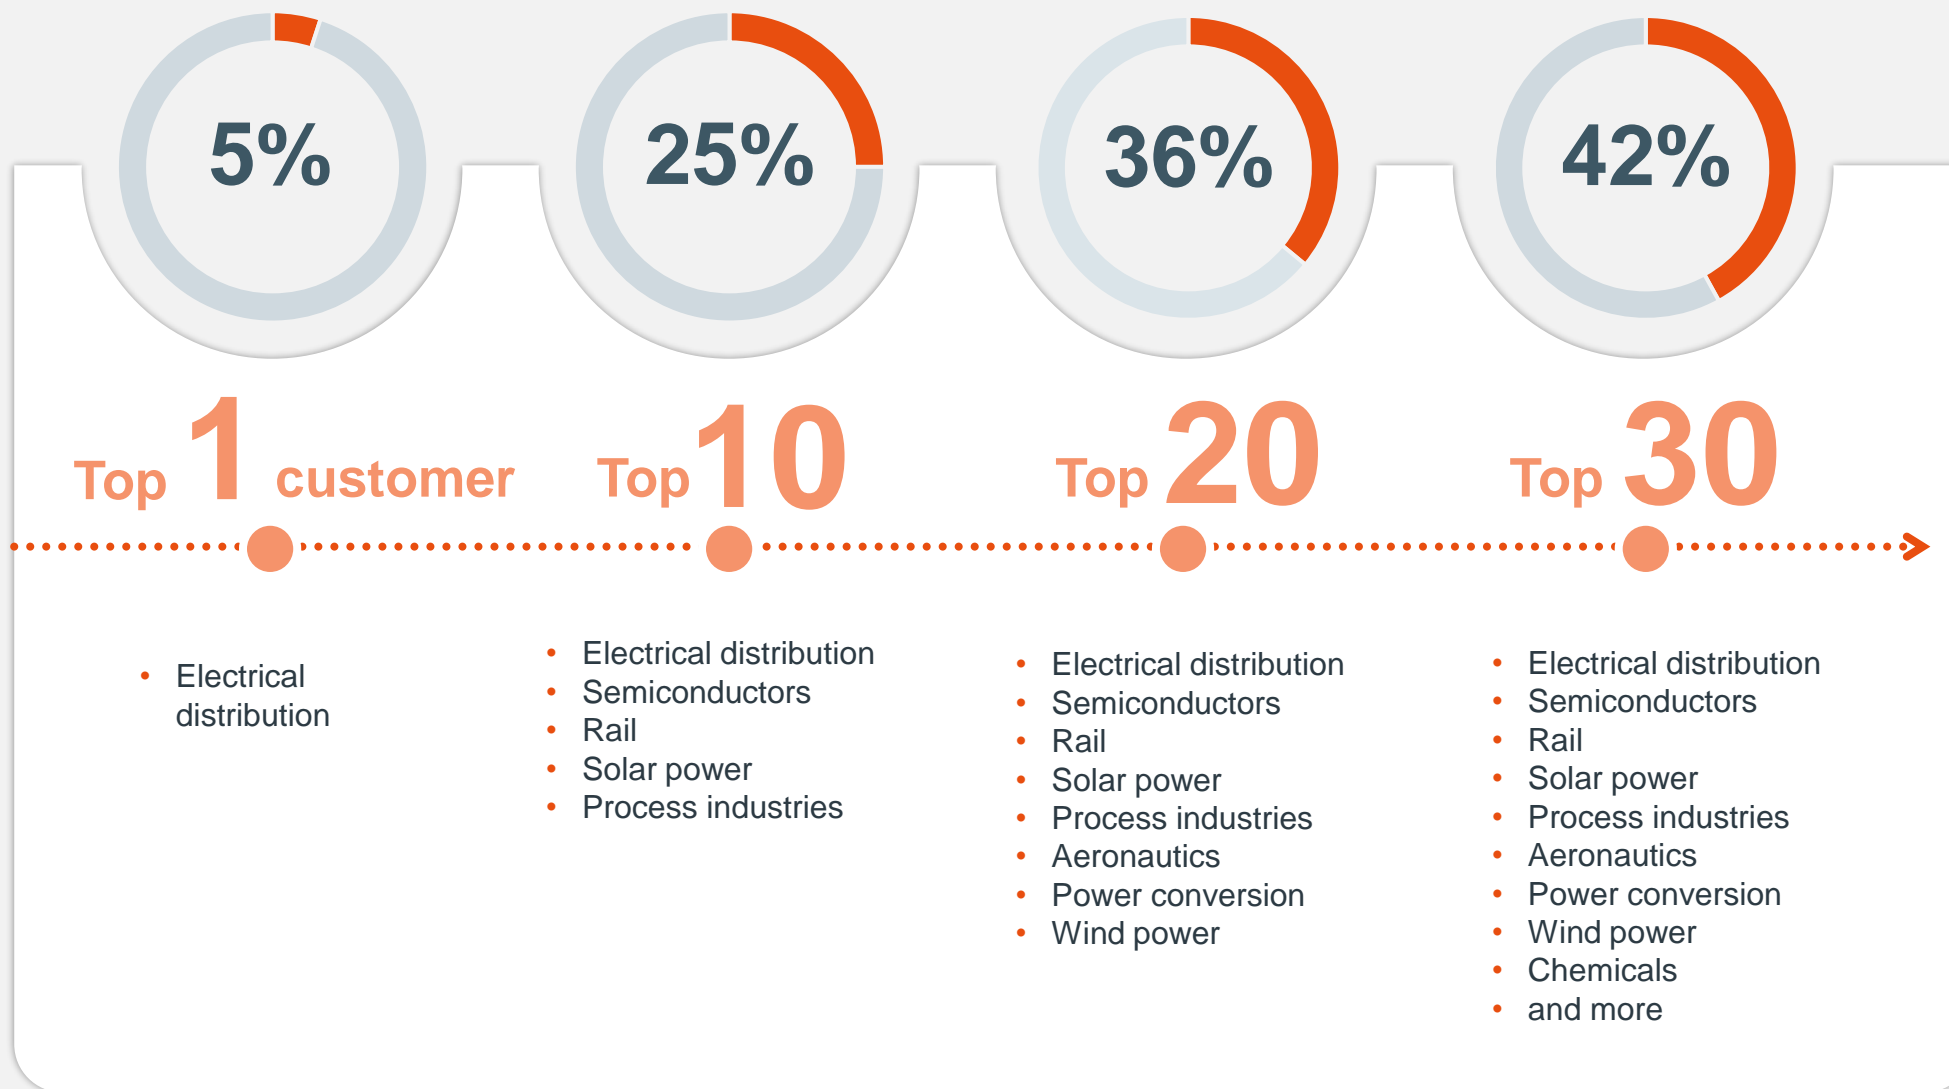 5%
25%
36%
42%
Top 1 customer
Top 10
Top 20
Top 30
• Electrical
distribution
• Electrical distribution
• Semiconductors
• Rail
• Solar power
• Process industries
• Electrical distribution
• Semiconductors
• Rail
• Solar power
• Process industries
• Aeronautics
• Power conversion
• Wind power
• Electrical distribution
• Semiconductors
• Rail
• Solar power
• Process industries
• Aeronautics
• Power conversion
• Wind power
• Chemicals
• and more